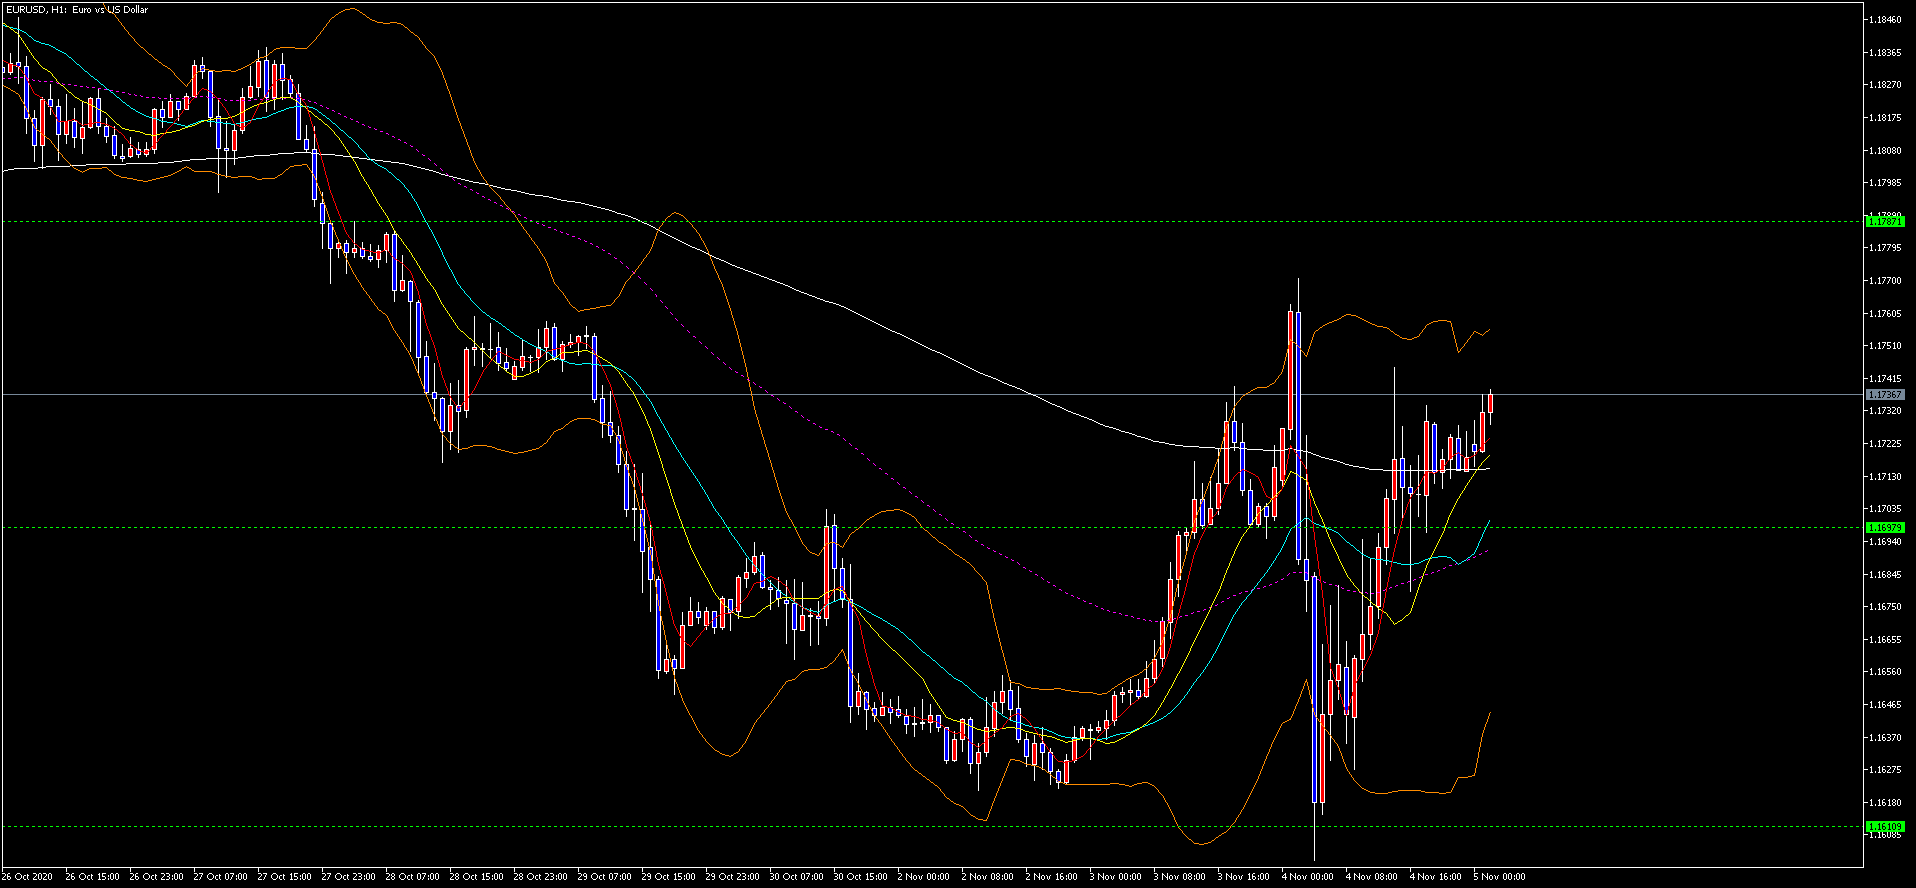 EURUSD, H1: Euro vs US Dollar
1.18460
1.18365
1.18270
1.18175
1.18080
1.17985
1.17890
1.17871
1.17795
1.17700
1.17605
1.17510
1.17415
1.17367
1.17320
1.17225
1.17130
1.17035
1.16979
1.16940
1.16845
1.16750
1.16655
1.16560
1.16465
1.16370
1.16275
1.16180
1.16109
1.16085
26 Oct 2020
26 Oct 15:00
26 Oct 23:00
27 Oct 07:00
27 Oct 15:00
27 Oct 23:00
28 Oct 07:00
28 Oct 15:00
28 Oct 23:00
29 Oct 07:00
29 Oct 15:00
29 Oct 23:00
30 Oct 07:00
30 Oct 15:00
2 Nov 00:00
2 Nov 08:00
2 Nov 16:00
3 Nov 00:00
3 Nov 08:00
3 Nov 16:00
4 Nov 00:00
4 Nov 08:00
4 Nov 16:00
5 Nov 00:00